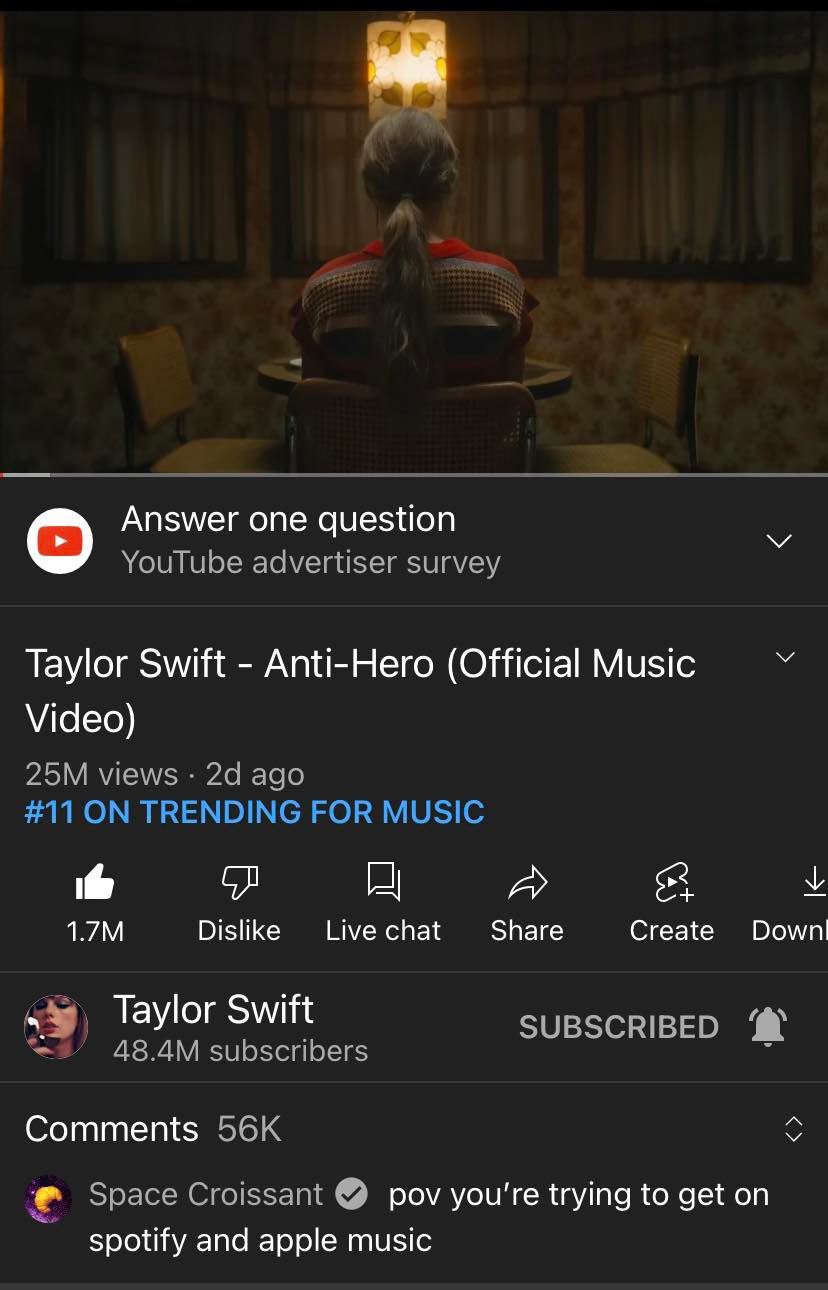 Answer one question
YouTube advertiser survey
Taylor Swift - Anti-Hero (Official Music
Video)
25M views · 2d ago
#11 ON TRENDING FOR MUSIC
1.7M Dislike Live chat Share Create Downl
Taylor Swift
48.4M subscribers
SUBSCRIBED
Comments 56K
Space Croissant pov you’re trying to get on
spotify and apple music